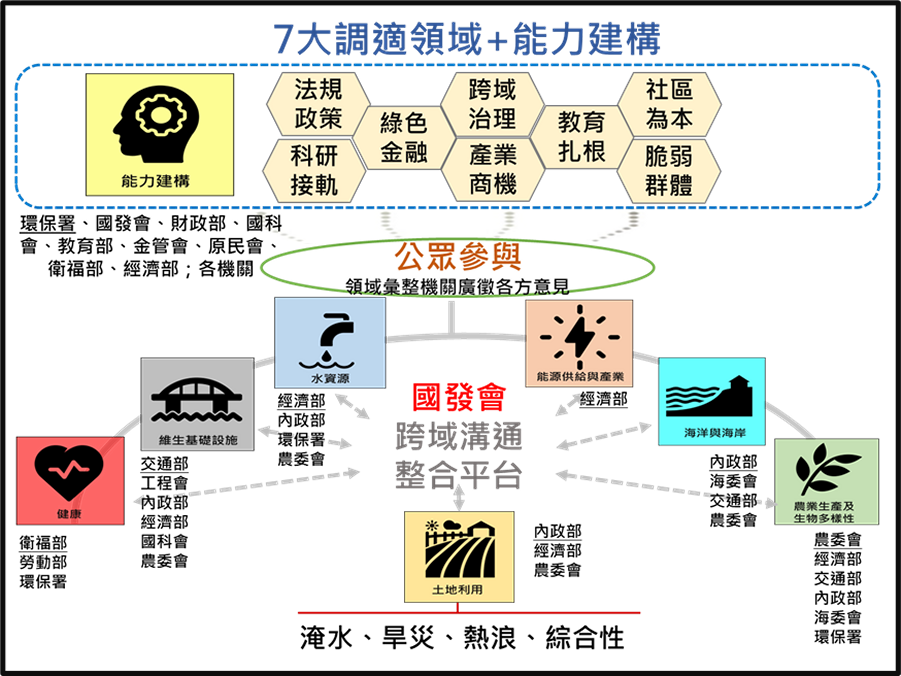 7大調適領域+能力建構
能力建構
法規
政策
綠色
金融
跨域
治理
教育
扎根
社區
為本
科研
接軌
產業
商機
脆弱
群體
環保署、國發會、財政部、國科
會、教育部、金管會、原民會、
衛福部、經濟部；各機關
公眾參與
領域彙整機關廣徵各方意見
水資源
經濟部
內政部
環保署
農委會
能源供給與產業
經濟部
維生基礎設施
交通部
工程會
內政部
經濟部
國科會
農委會
國發會
跨域溝通
整合平台
海洋與海岸
內政部
海委會
交通部
農委會
健康
衛福部
勞動部
環保署
農業生產及
生物多樣性
農委會
經濟部
交通部
內政部
海委會
環保署
土地利用
內政部
經濟部
農委會
淹水、旱災、熱浪、綜合性